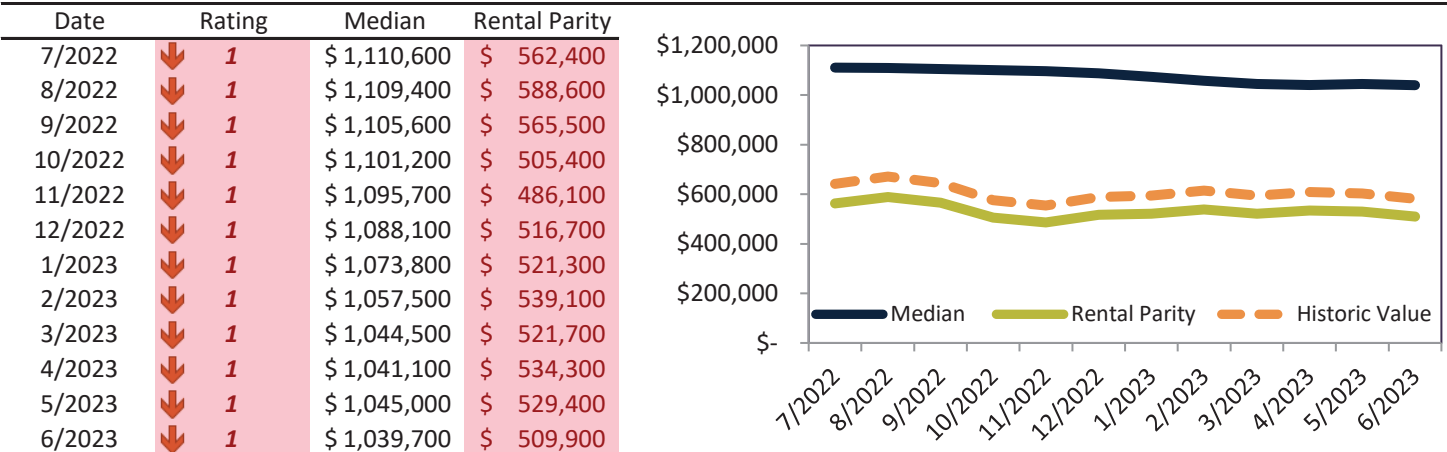 Date Rating Median Rental Parity
7/2022 1 $ 1,110,600 $ 562,400
8/2022 1 $ 1,109,400 $ 588,600
9/2022 1 $ 1,105,600 $ 565,500
10/2022 1 $ 1,101,200 $ 505,400
11/2022 1 $ 1,095,700 $ 486,100
12/2022 1 $ 1,088,100 $ 516,700
1/2023 1 $ 1,073,800 $ 521,300
2/2023 1 $ 1,057,500 $ 539,100
3/2023 1 $ 1,044,500 $ 521,700
4/2023 1 $ 1,041,100 $ 534,300
5/2023 1 $ 1,045,000 $ 529,400
6/2023 1 $ 1,039,700 $ 509,900
$1,200,000
$1,000,000
$800,000
$600,000
$400,000
$200,000
$-
Median Rental Parity Historic Value
7/2022 8/2022 9/2022 10/2022 11/2022 12/2022 1/2023 2/2023 3/2023 4/2023 5/2023 6/2023